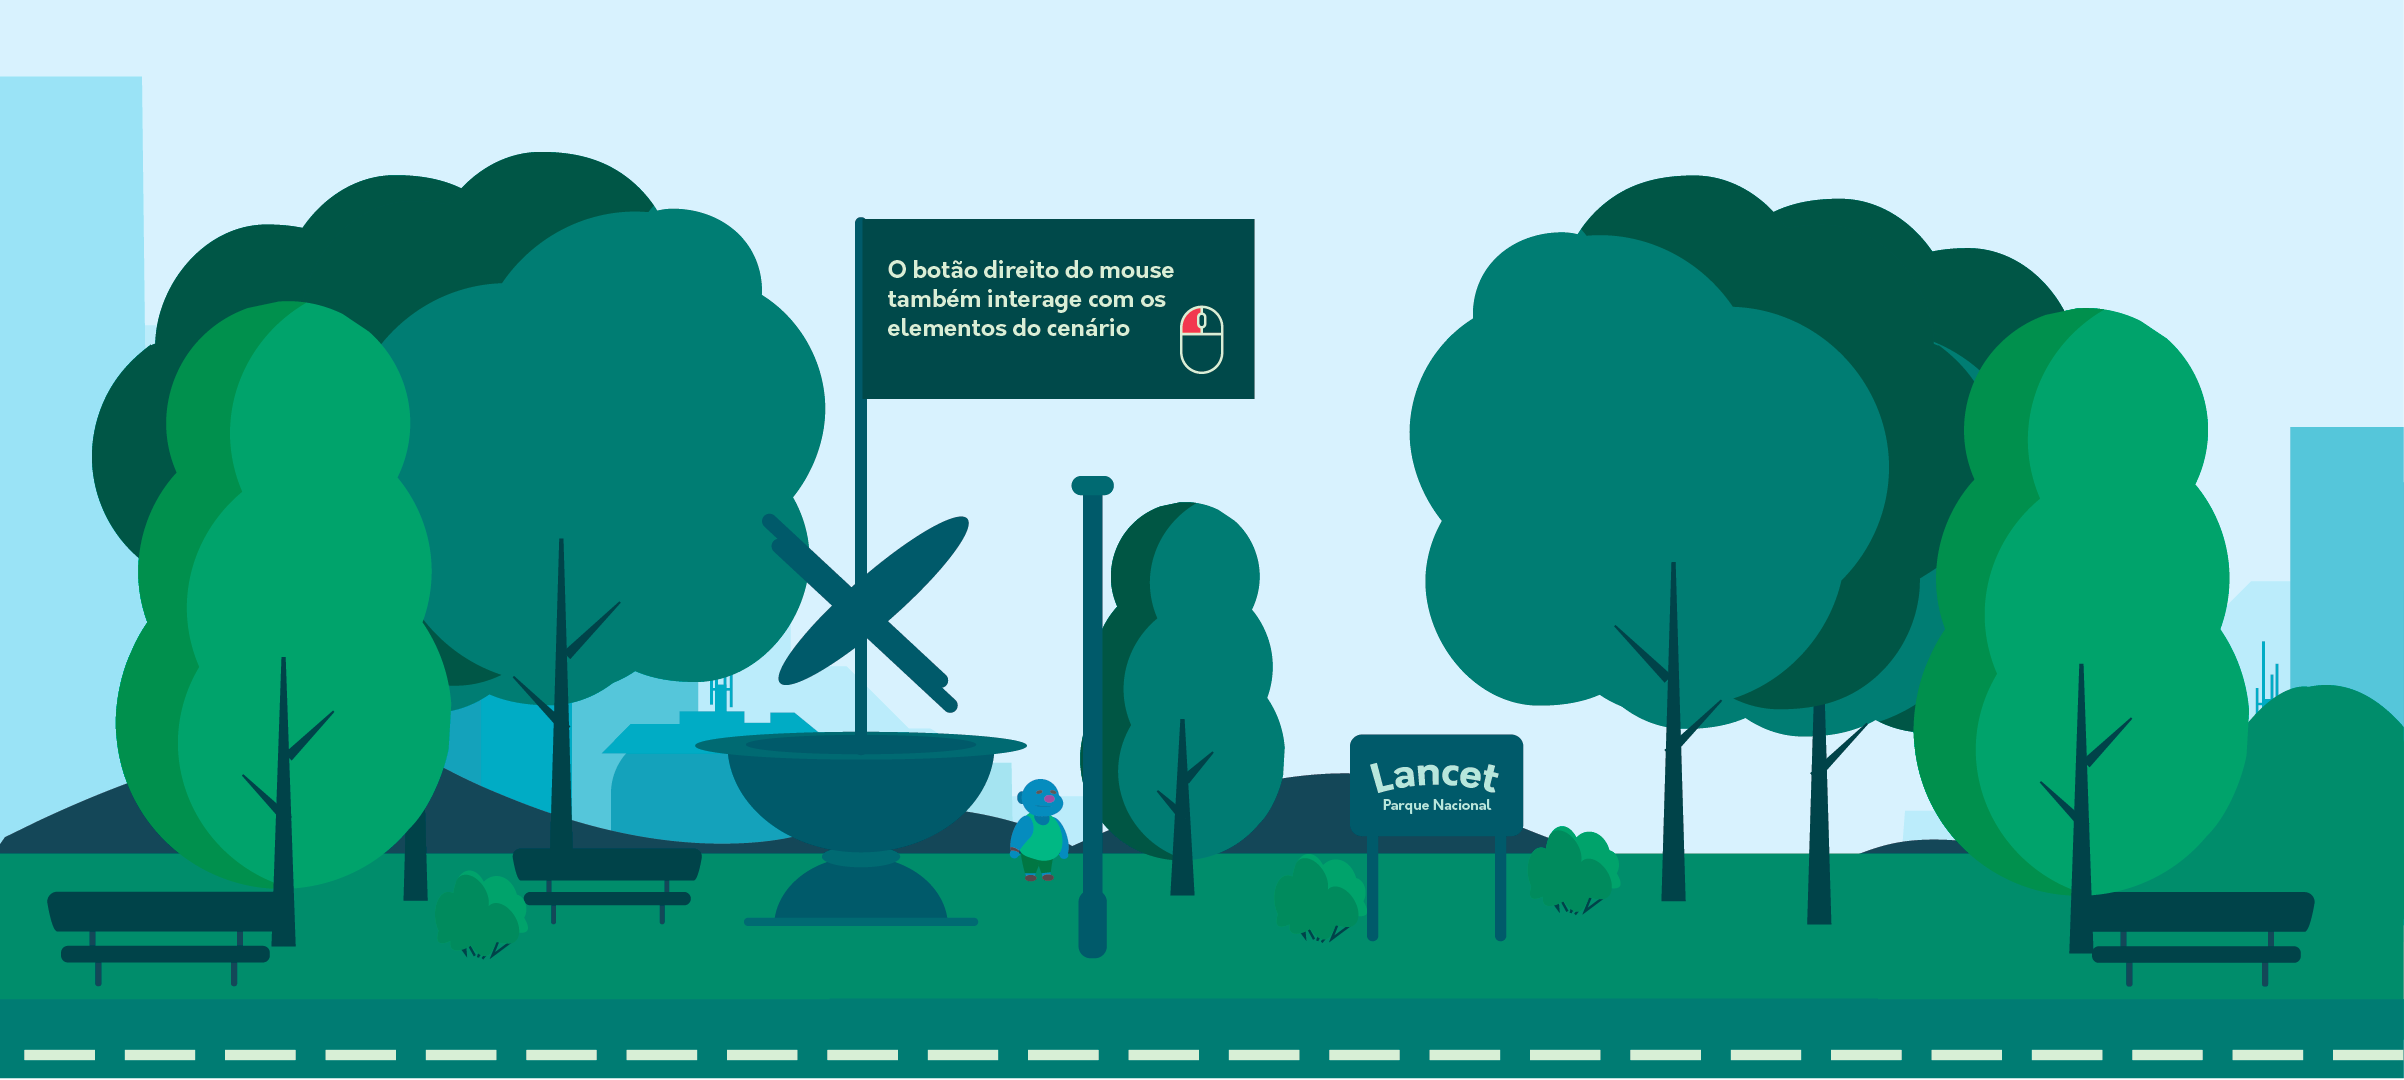 O botão direito do mouse
também interage com os
elementos do cenário
Lancet
Parque Nacional